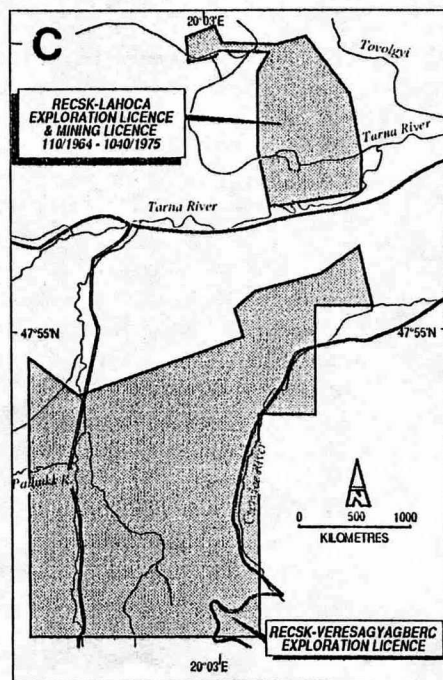 20°03'E
C
Tovolgyi
RECSK-LAHOCA
EXPLORATION LICENCE
& MINING LICENCE
110/1964 - 1040/1975
Tarna River
Tarna River
47°55'N
47°55'N
N
0 500 1000
KILOMETRES
RECSK-VERESAGYAGBERC
EXPLORATION LICENCE
20°03'E